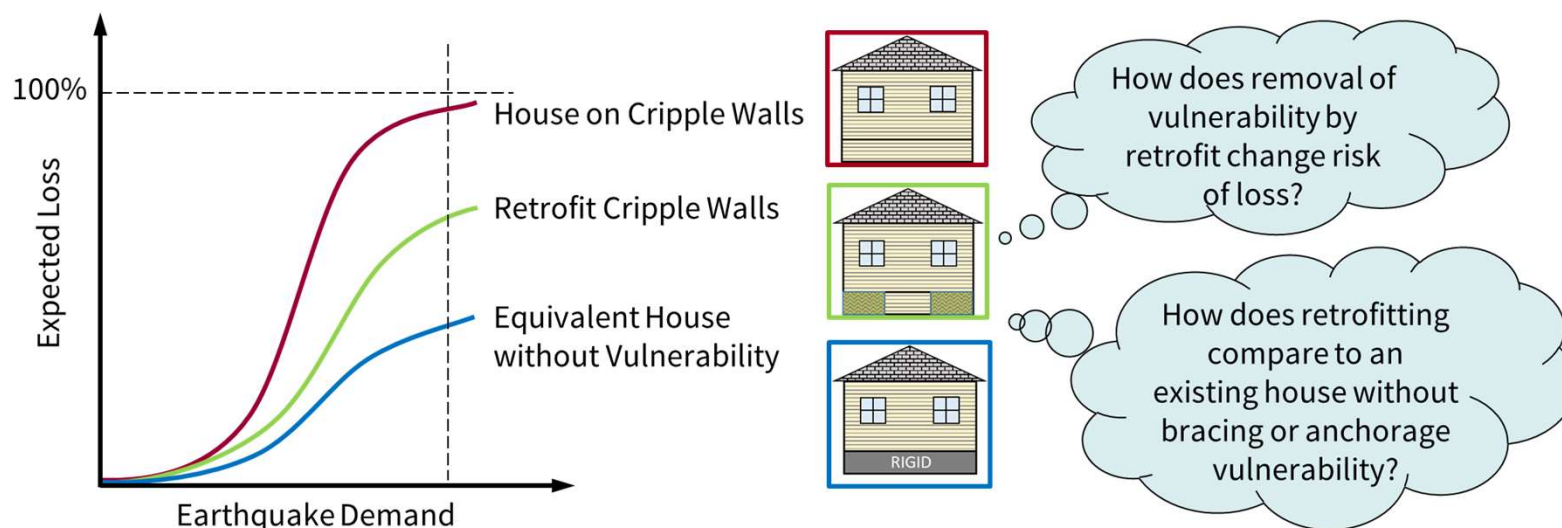 100%
Expected Loss
Earthquake Demand
House on Cripple Walls
Retrofit Cripple Walls
Equivalent House
without Vulnerability
RIGID
How does removal of
vulnerability by
retrofit change risk
of loss?
How does retrofitting
compare to an
existing house without
bracing or anchorage
vulnerability?